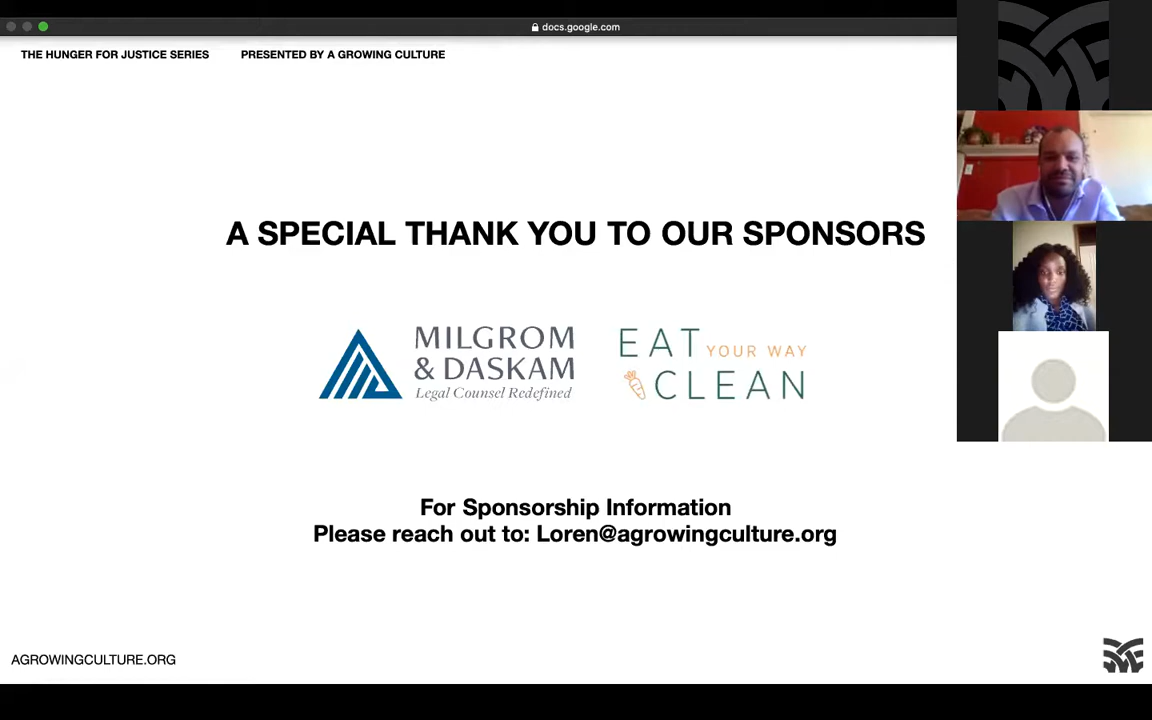 docs.google.com
THE HUNGER FOR JUSTICE SERIES PRESENTED BY A GROWING CULTURE
A SPECIAL THANK YOU TO OUR SPONSORS
MILGROM
& DASKAM
Legal Counsel Redefined
EAT YOUR WAY
CLEAN
For Sponsorship Information
Please reach out to: Loren@agrowingculture.org
AGROWINGCULTURE.ORG